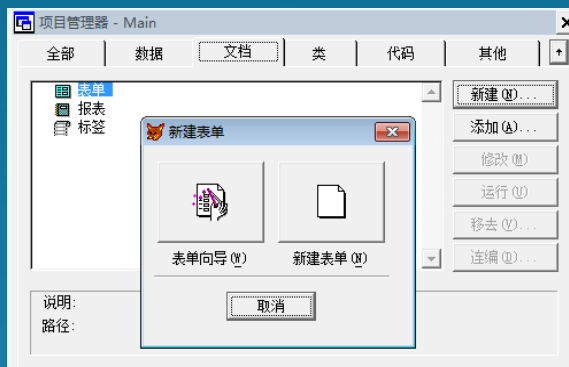 项目管理器 - Main
全部 数据 文档 类 代码 其他
表单
报表
标签
新建(N)...
添加(A)...
修改(M)
运行(U)
移去(V)...
连编(D)...
新建表单
表单向导(W) 新建表单(N)
取消
说明:
路径: